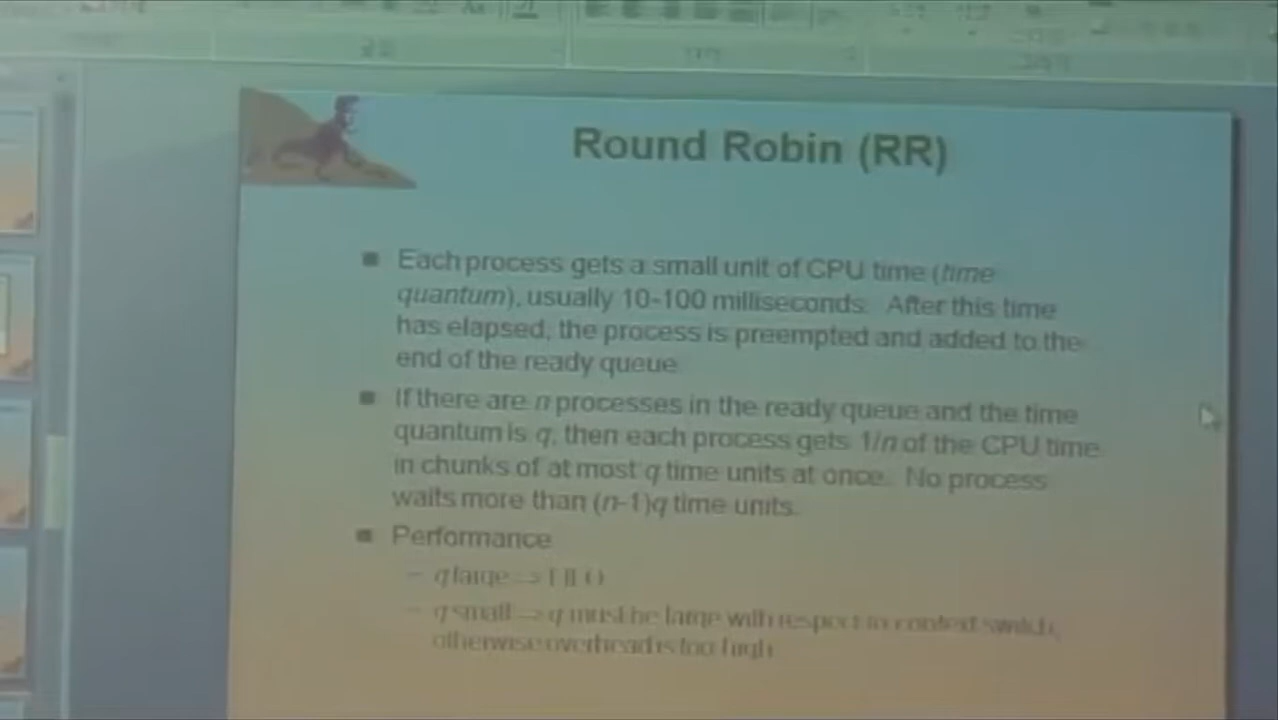 Round Robin (RR)
■ Each process gets a small unit of CPU time (time
quantum), usually 10-100 milliseconds. After this time
has elapsed, the process is preempted and added to the
end of the ready queue.
■ If there are n processes in the ready queue and the time
quantum is q, then each process gets 1/n of the CPU time
in chunks of at most q time units at once. No process
waits more than (n-1)q time units.
■ Performance
– q large ⇒ FIFO
– q small ⇒ q must be large with respect to context switch,
otherwise overhead is too high